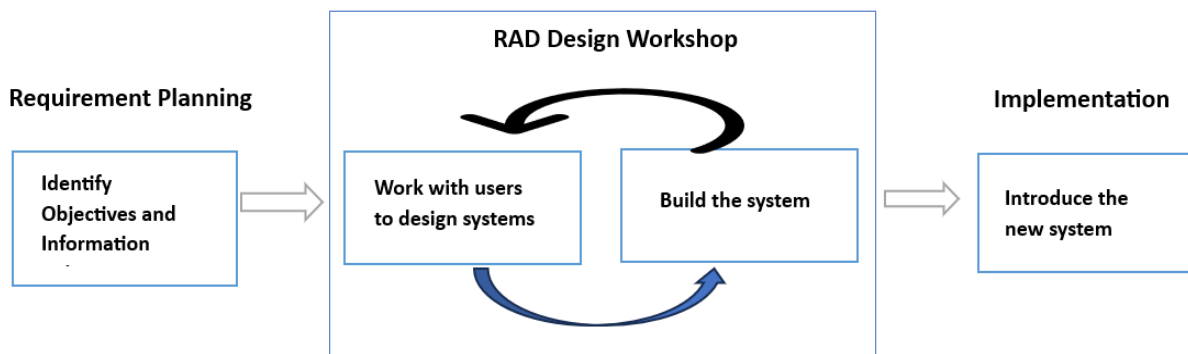 RAD Design Workshop
Requirement Planning
Implementation
Identify
Objectives and
Information
Work with users
to design systems
Build the system
Introduce the
new system